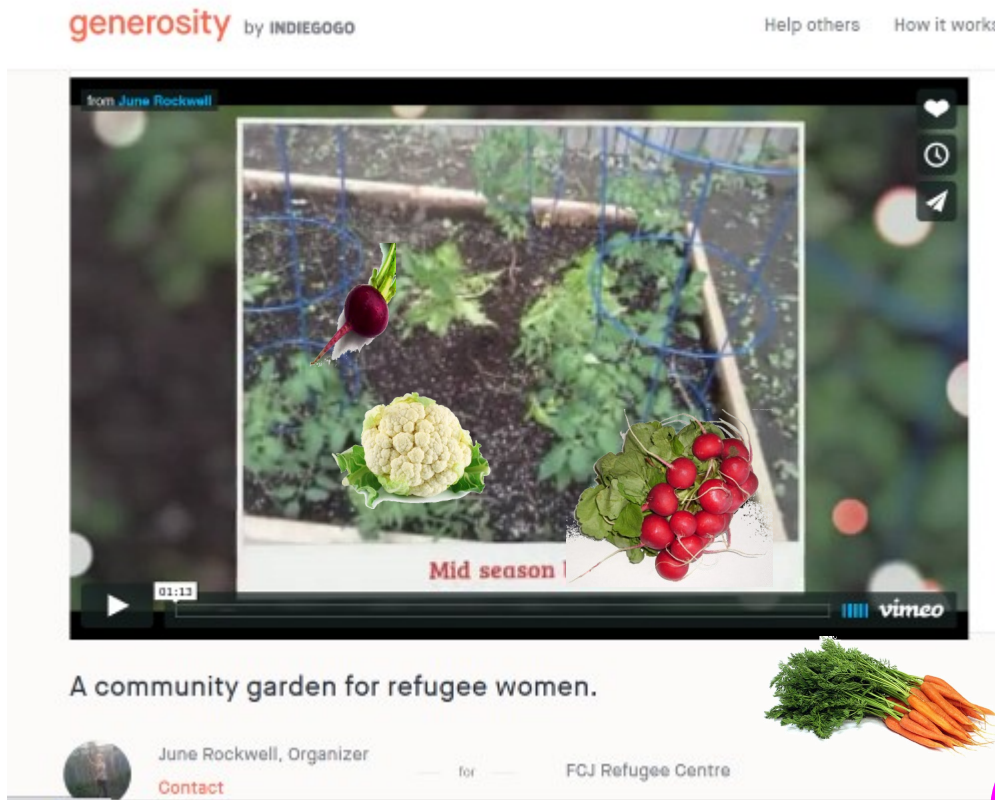 generosity by INDIEGOGO
Help others How it works
from June Rockwell
Mid season
01:13
vimeo
A community garden for refugee women.
June Rockwell, Organizer
Contact
for
FCJ Refugee Centre